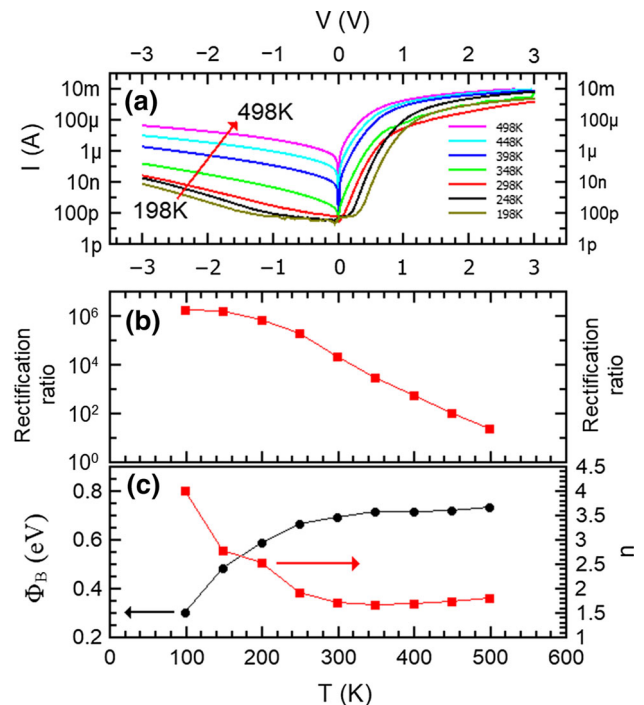 V (V)
−3 −2 −1 0 1 2 3
(a)
I (A)
10m
100μ
1μ
10n
100p
1p
10m
100μ
1μ
10n
100p
1p
I (A)
498K
198K
498K
448K
398K
348K
298K
248K
198K
−3 −2 −1 0 1 2 3
(b)
Rectification ratio
10⁶
10⁴
10²
10⁰
Rectification ratio
(c)
Φ_B (eV)
0.8
0.6
0.4
0.2
4.5
4
3.5
3
2.5
2
1.5
1
n
0 100 200 300 400 500 600
T (K)